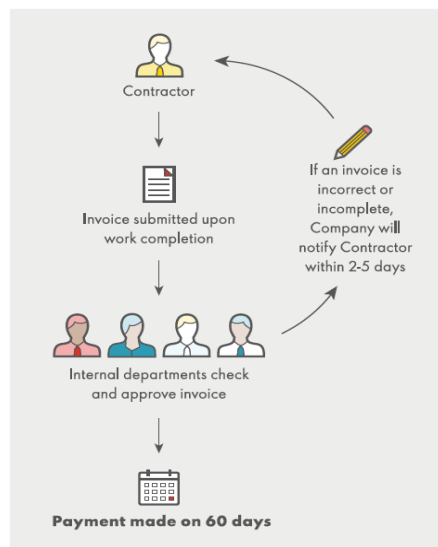 Contractor
Invoice submitted upon
work completion
If an invoice is
incorrect or
incomplete,
Company will
notify Contractor
within 2-5 days
Internal departments check
and approve invoice
Payment made on 60 days